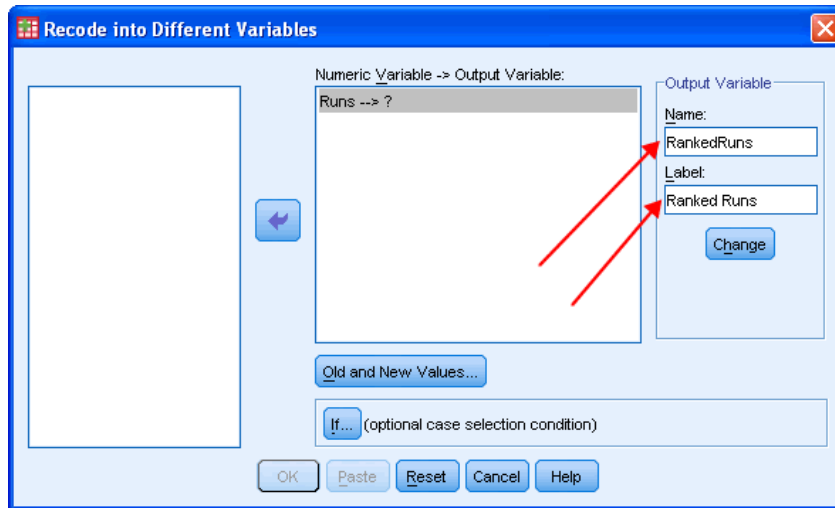 Recode into Different Variables
Numeric Variable -> Output Variable:
Runs --> ?
Output Variable
Name:
RankedRuns
Label:
Ranked Runs
Change
Old and New Values...
If... (optional case selection condition)
OK Paste Reset Cancel Help